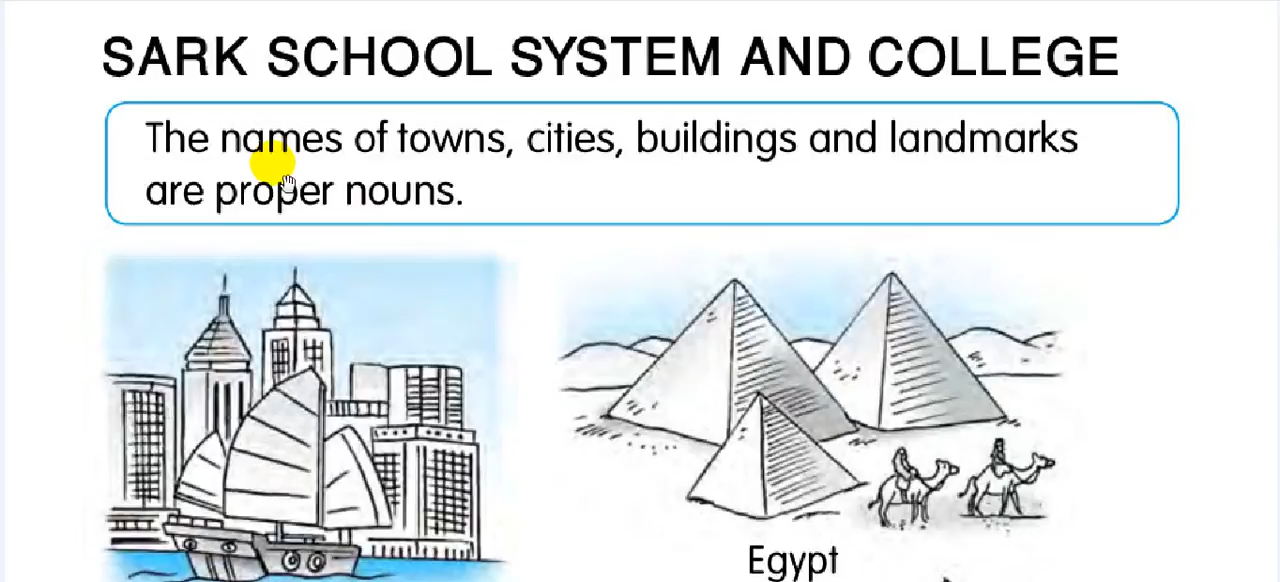 SARK SCHOOL SYSTEM AND COLLEGE
The names of towns, cities, buildings and landmarks
are proper nouns.
Egypt